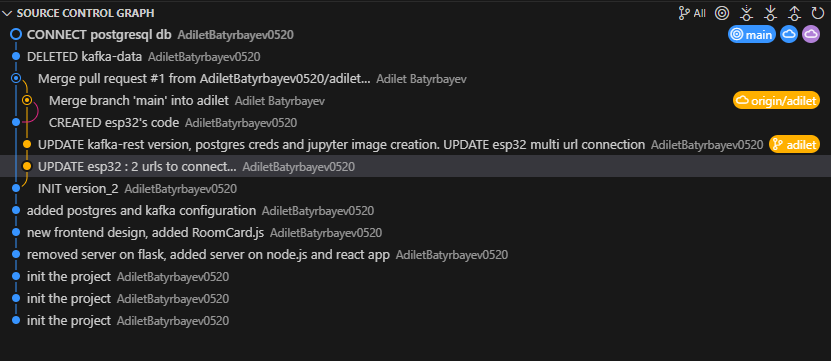 SOURCE CONTROL GRAPH All
CONNECT postgresql db AdiletBatyrbayev0520 main
DELETED kafka-data AdiletBatyrbayev0520
Merge pull request #1 from AdiletBatyrbayev0520/adilet... Adilet Batyrbayev
Merge branch 'main' into adilet Adilet Batyrbayev origin/adilet
CREATED esp32's code AdiletBatyrbayev0520
UPDATE kafka-rest version, postgres creds and jupyter image creation. UPDATE esp32 multi url connection AdiletBatyrbayev0520 adilet
UPDATE esp32 : 2 urls to connect... AdiletBatyrbayev0520
INIT version_2 AdiletBatyrbayev0520
added postgres and kafka configuration AdiletBatyrbayev0520
new frontend design, added RoomCard.js AdiletBatyrbayev0520
removed server on flask, added server on node.js and react app AdiletBatyrbayev0520
init the project AdiletBatyrbayev0520
init the project AdiletBatyrbayev0520
init the project AdiletBatyrbayev0520